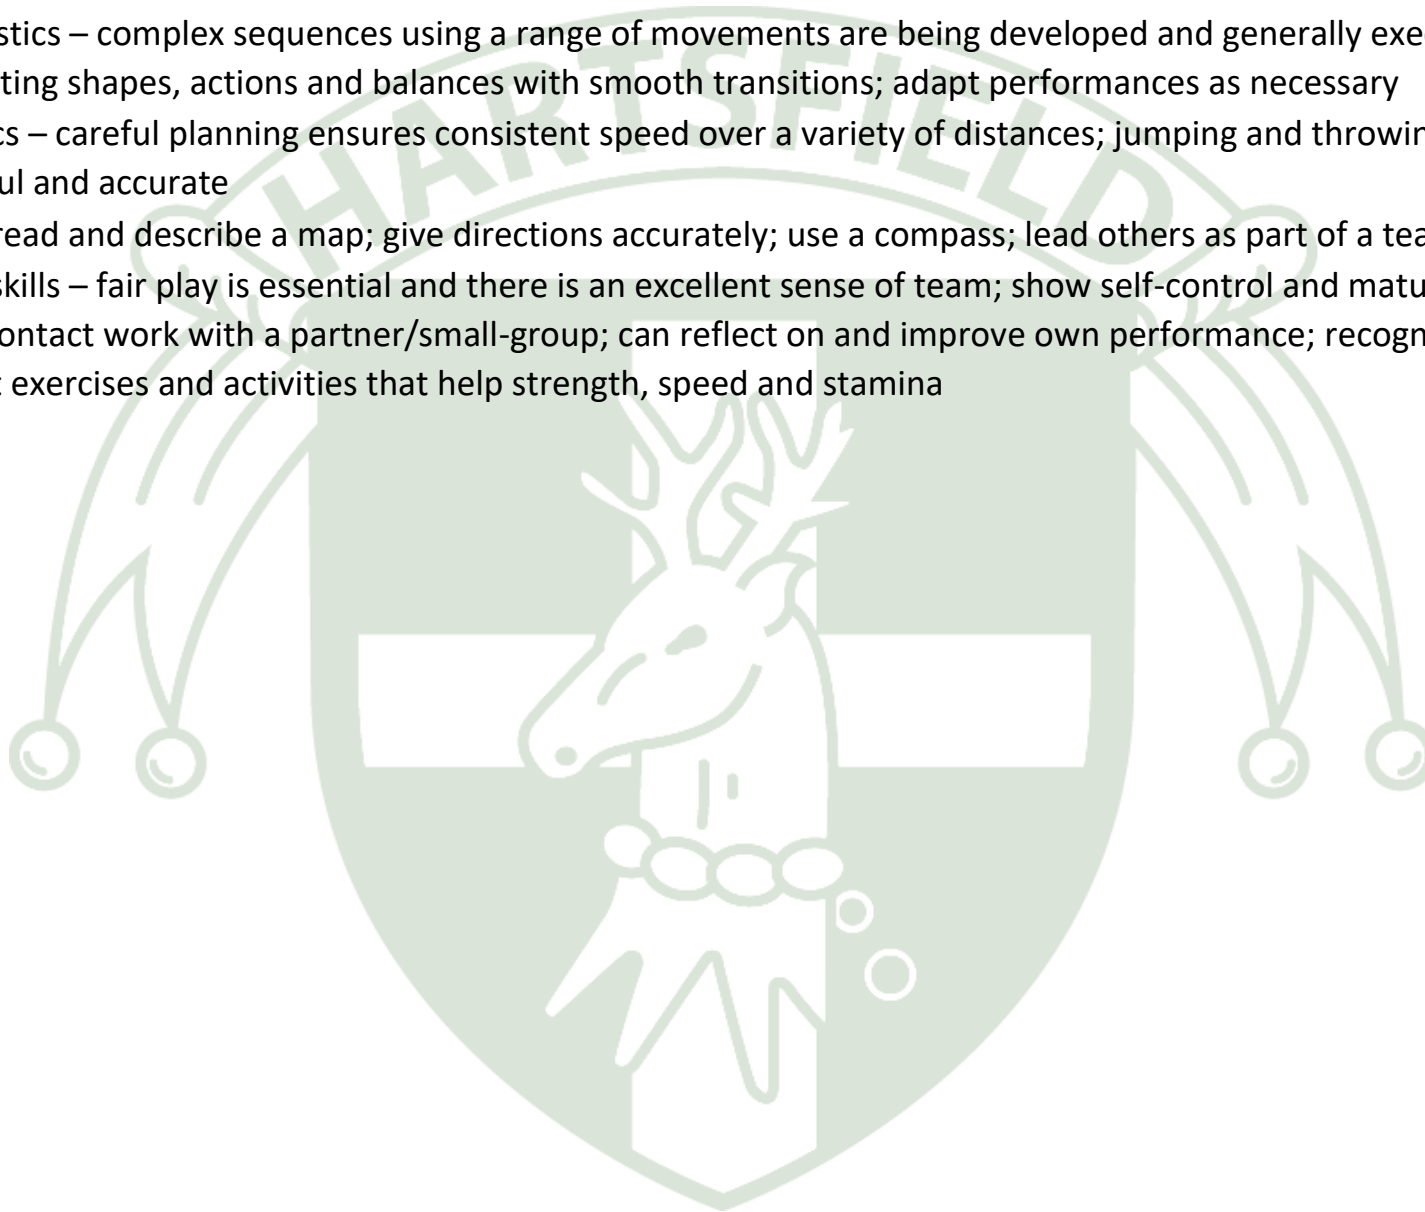 stics – complex sequences using a range of movements are being developed and generally exe
ting shapes, actions and balances with smooth transitions; adapt performances as necessary
cs – careful planning ensures consistent speed over a variety of distances; jumping and throwin
ul and accurate
read and describe a map; give directions accurately; use a compass; lead others as part of a tea
skills – fair play is essential and there is an excellent sense of team; show self-control and matu
ontact work with a partner/small-group; can reflect on and improve own performance; recogn
t exercises and activities that help strength, speed and stamina
HARTSFIELD